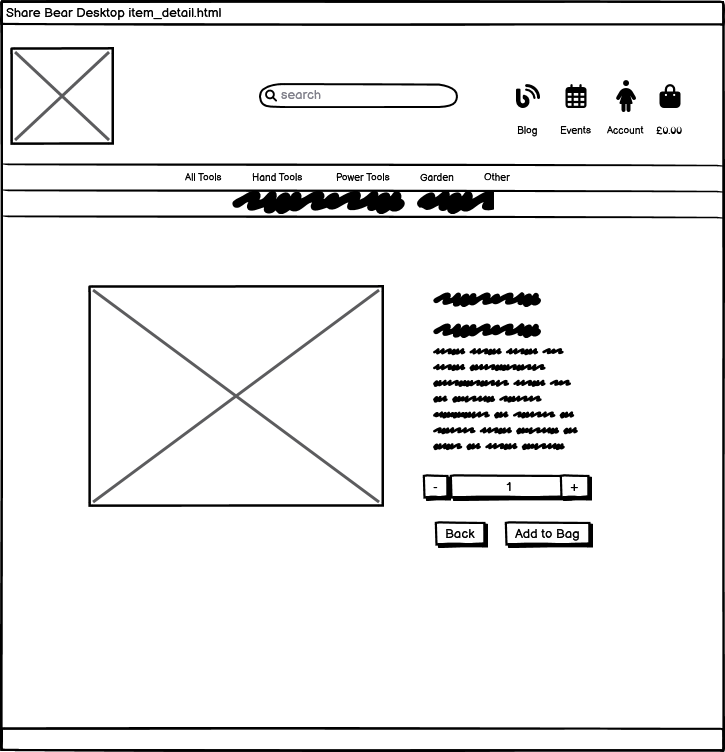 Share Bear Desktop item_detail.html
search
Blog Events Account £0.00
All Tools Hand Tools Power Tools Garden Other
- 1 +
Back Add to Bag